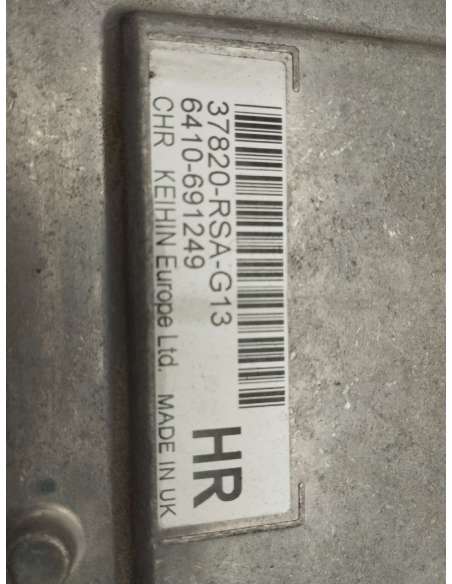 37820-RSA-G13
6410-691249
CHR KEIHIN Europe Ltd. MADE IN UK
HR